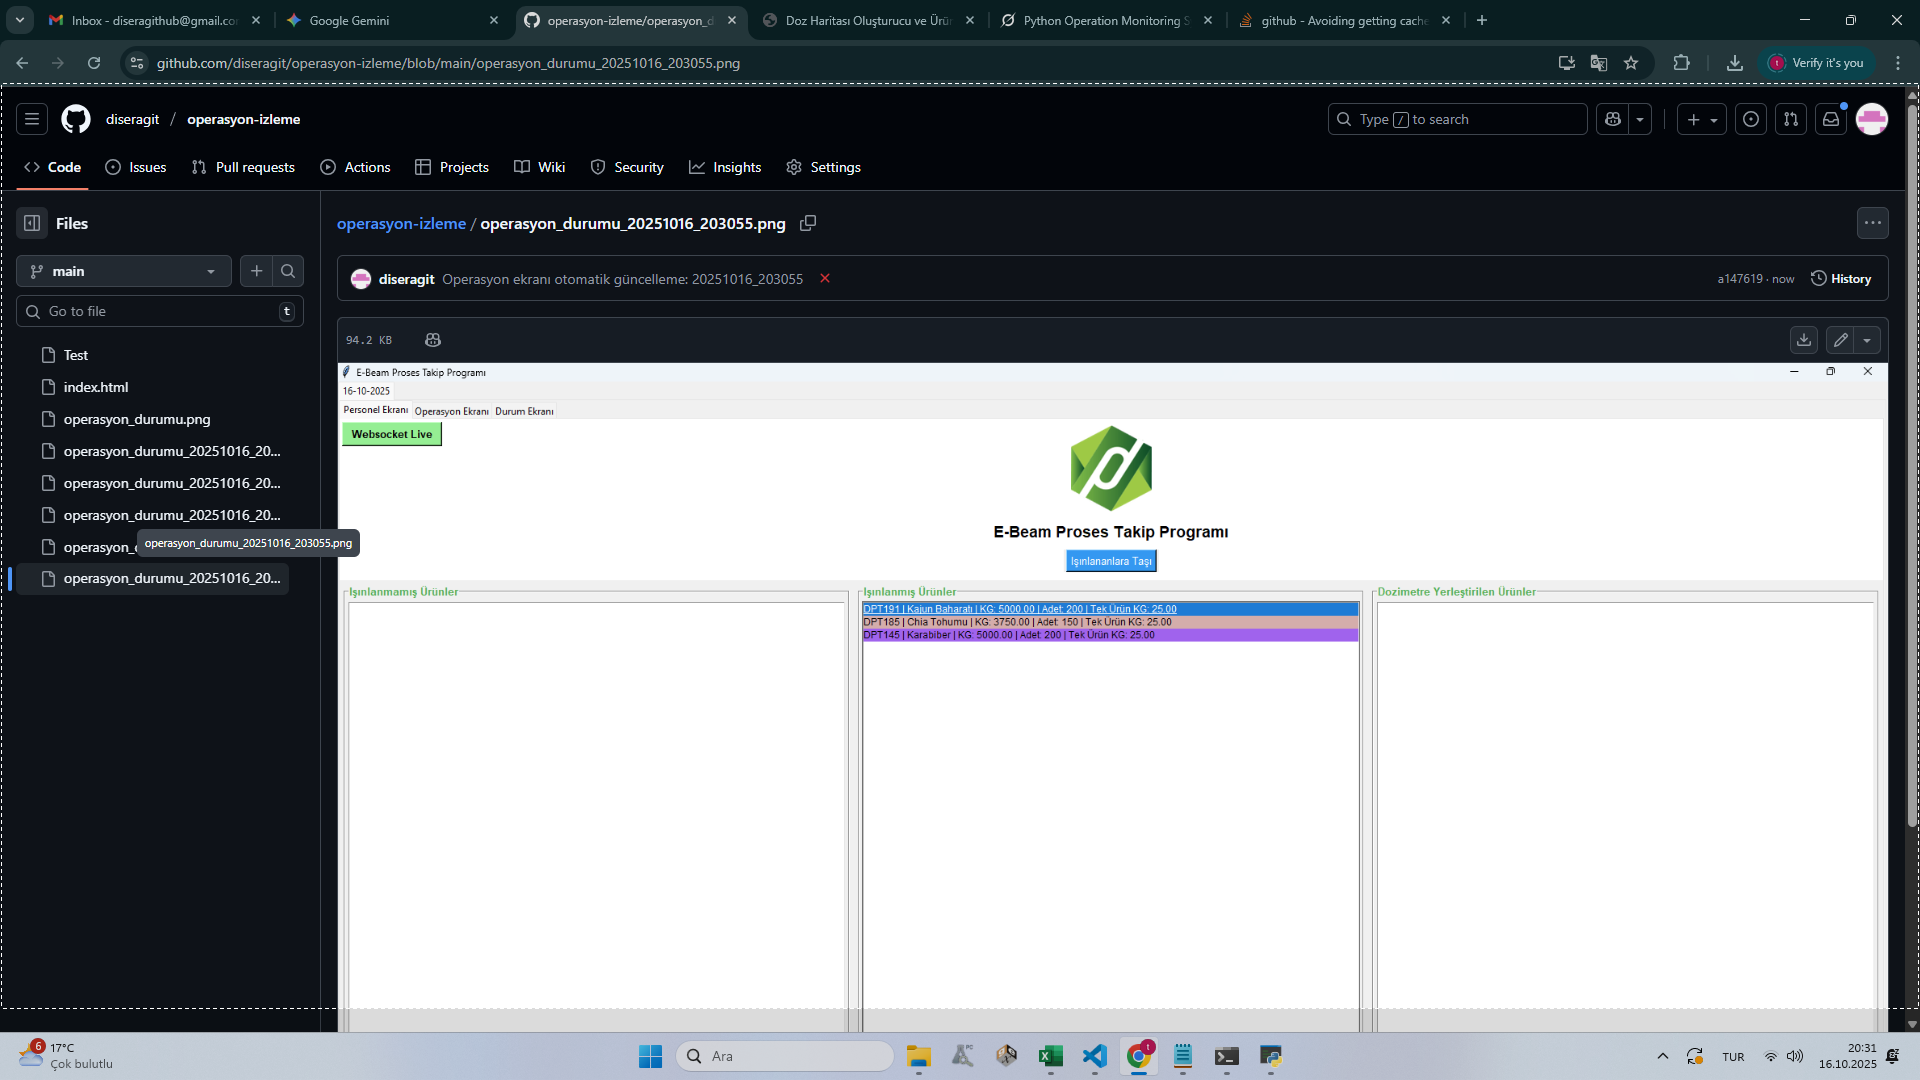 Inbox - diseragithub@gmail.co
Google Gemini
operasyon-izleme/operasyon_d
Doz Haritası Oluşturucu ve Ürün
Python Operation Monitoring S
github - Avoiding getting cache
github.com/diseragit/operasyon-izleme/blob/main/operasyon_durumu_20251016_203055.png
Verify it's you
diseragit / operasyon-izleme
Type / to search
Code
Issues
Pull requests
Actions
Projects
Wiki
Security
Insights
Settings
Files
operasyon-izleme / operasyon_durumu_20251016_203055.png
main
diseragit Operasyon ekranı otomatik güncelleme: 20251016_203055
a147619 · now
History
Go to file
t
94.2 KB
Test
index.html
operasyon_durumu.png
operasyon_durumu_20251016_20...
operasyon_durumu_20251016_20...
operasyon_durumu_20251016_20...
operasyon_durumu_20251016_203055.png
operasyon_durumu_20251016_20...
E-Beam Proses Takip Programı
16-10-2025
Personel Ekranı
Operasyon Ekranı
Durum Ekranı
Websocket Live
E-Beam Proses Takip Programı
Işınlananlara Taşı
Işınlanmamış Ürünler
Işınlanmış Ürünler
Dozimetre Yerleştirilen Ürünler
DPT191 | Kajun Baharatı | KG: 5000.00 | Adet: 200 | Tek Ürün KG: 25.00
DPT185 | Chia Tohumu | KG: 3750.00 | Adet: 150 | Tek Ürün KG: 25.00
DPT145 | Karabiber | KG: 5000.00 | Adet: 200 | Tek Ürün KG: 25.00
6
17°C
Çok bulutlu
Ara
TUR
20:31
16.10.2025